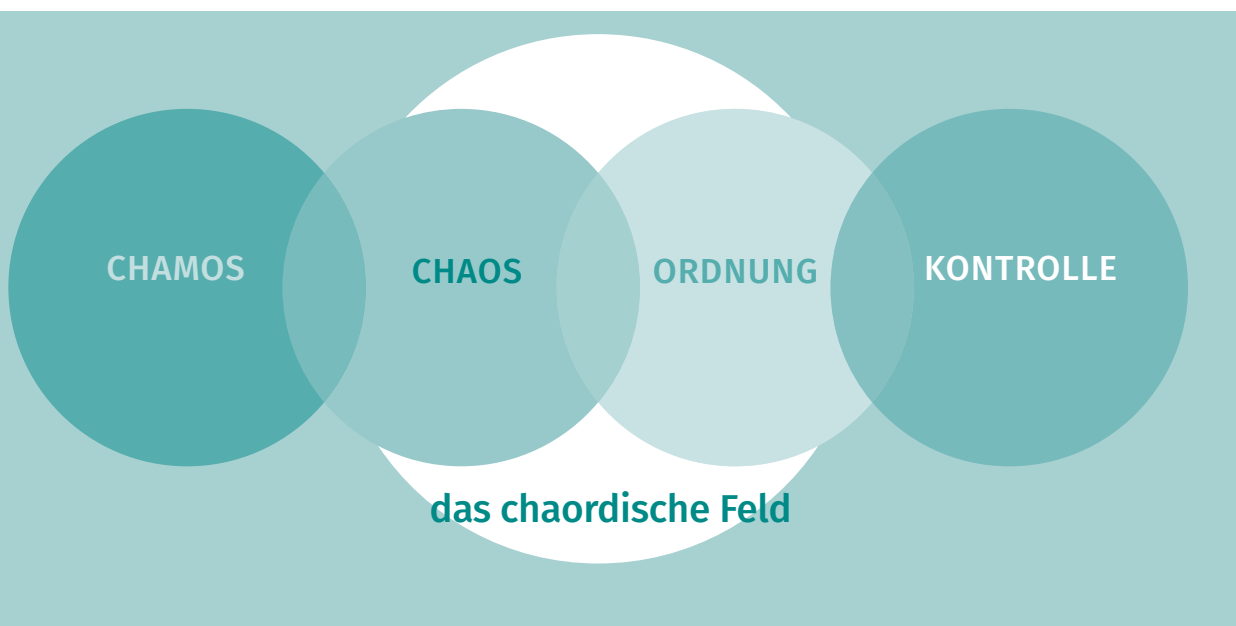 CHAMOS
CHAOS
ORDNUNG
KONTROLLE
das chaordische Feld